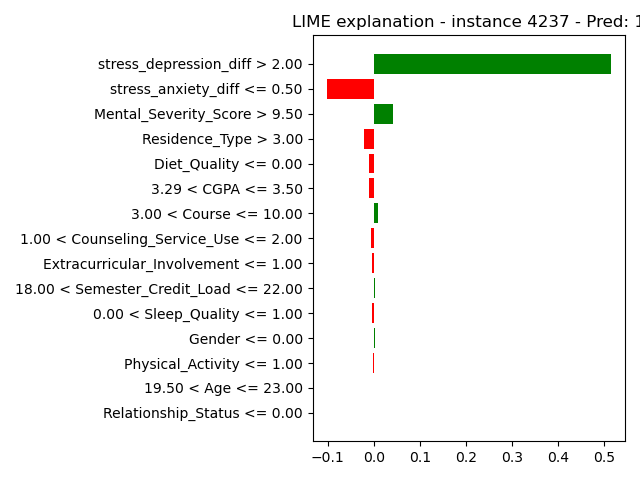 LIME explanation - instance 4237 - Pred: 1
stress_depression_diff > 2.00
stress_anxiety_diff <= 0.50
Mental_Severity_Score > 9.50
Residence_Type > 3.00
Diet_Quality <= 0.00
3.29 < CGPA <= 3.50
3.00 < Course <= 10.00
1.00 < Counseling_Service_Use <= 2.00
Extracurricular_Involvement <= 1.00
18.00 < Semester_Credit_Load <= 22.00
0.00 < Sleep_Quality <= 1.00
Gender <= 0.00
Physical_Activity <= 1.00
19.50 < Age <= 23.00
Relationship_Status <= 0.00
−0.1 0.0 0.1 0.2 0.3 0.4 0.5